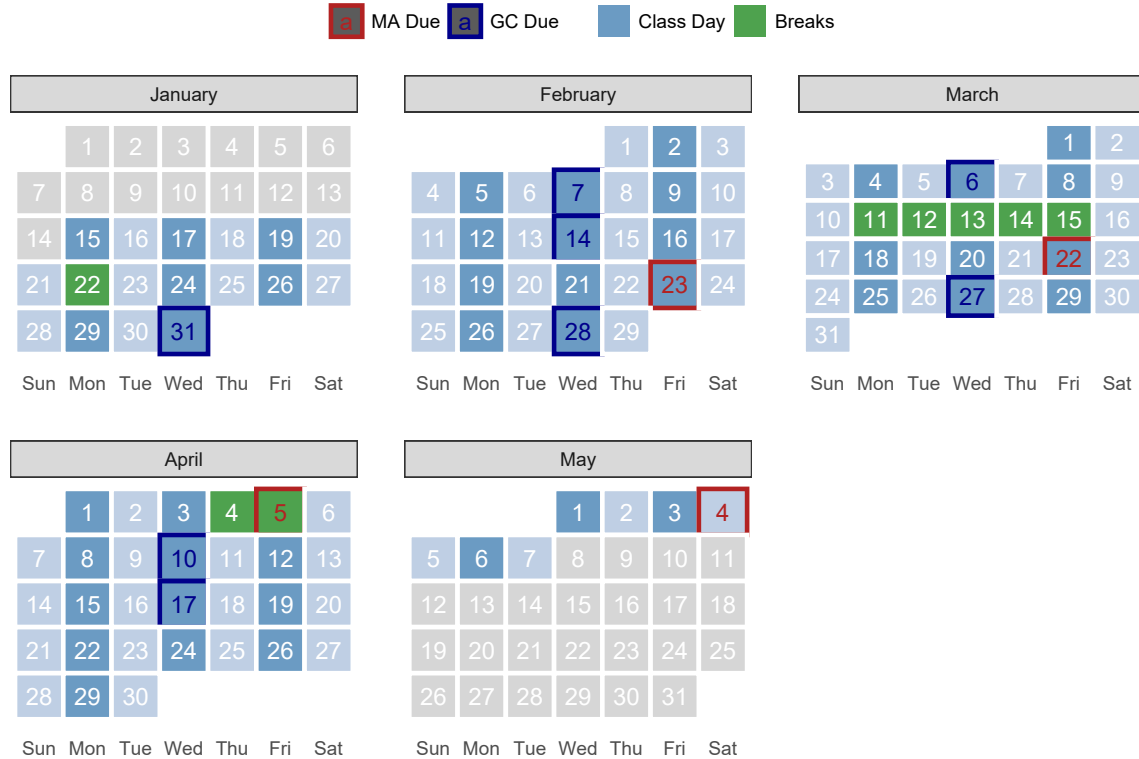 a MA Due a GC Due Class Day Breaks
January
1 2 3 4 5 6
7 8 9 10 11 12 13
14 15 16 17 18 19 20
21 22 23 24 25 26 27
28 29 30 31
Sun Mon Tue Wed Thu Fri Sat
February
1 2 3
4 5 6 7 8 9 10
11 12 13 14 15 16 17
18 19 20 21 22 23 24
25 26 27 28 29
Sun Mon Tue Wed Thu Fri Sat
March
1 2
3 4 5 6 7 8 9
10 11 12 13 14 15 16
17 18 19 20 21 22 23
24 25 26 27 28 29 30
31
Sun Mon Tue Wed Thu Fri Sat
April
1 2 3 4 5 6
7 8 9 10 11 12 13
14 15 16 17 18 19 20
21 22 23 24 25 26 27
28 29 30
Sun Mon Tue Wed Thu Fri Sat
May
1 2 3 4
5 6 7 8 9 10 11
12 13 14 15 16 17 18
19 20 21 22 23 24 25
26 27 28 29 30 31
Sun Mon Tue Wed Thu Fri Sat